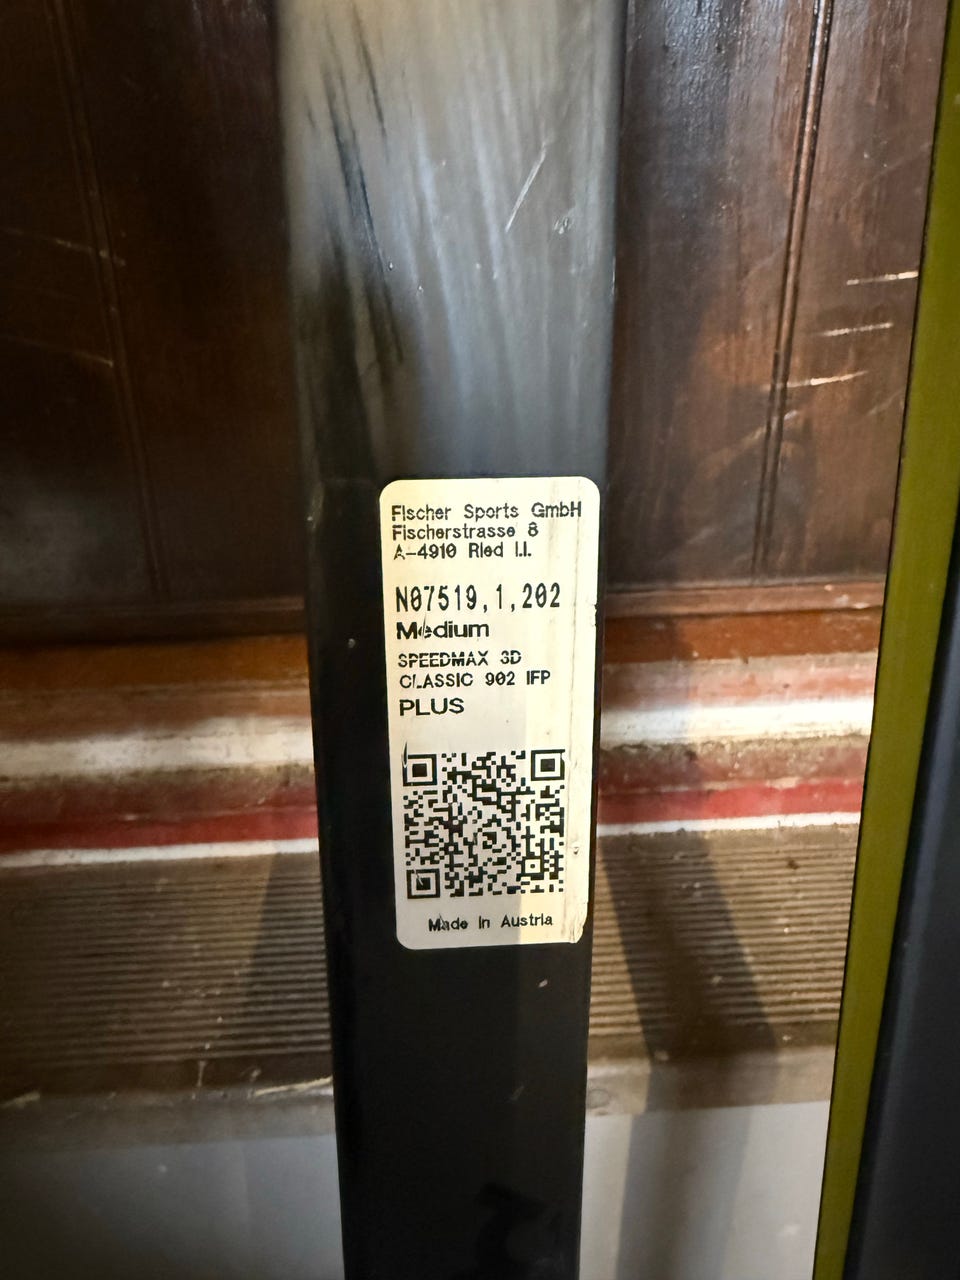 Fischer Sports GmbH
Fischerstrasse 8
A-4910 Ried I.I.
N07519,1,202
Medium
SPEEDMAX 3D
CLASSIC 902 IFP
PLUS
Made in Austria